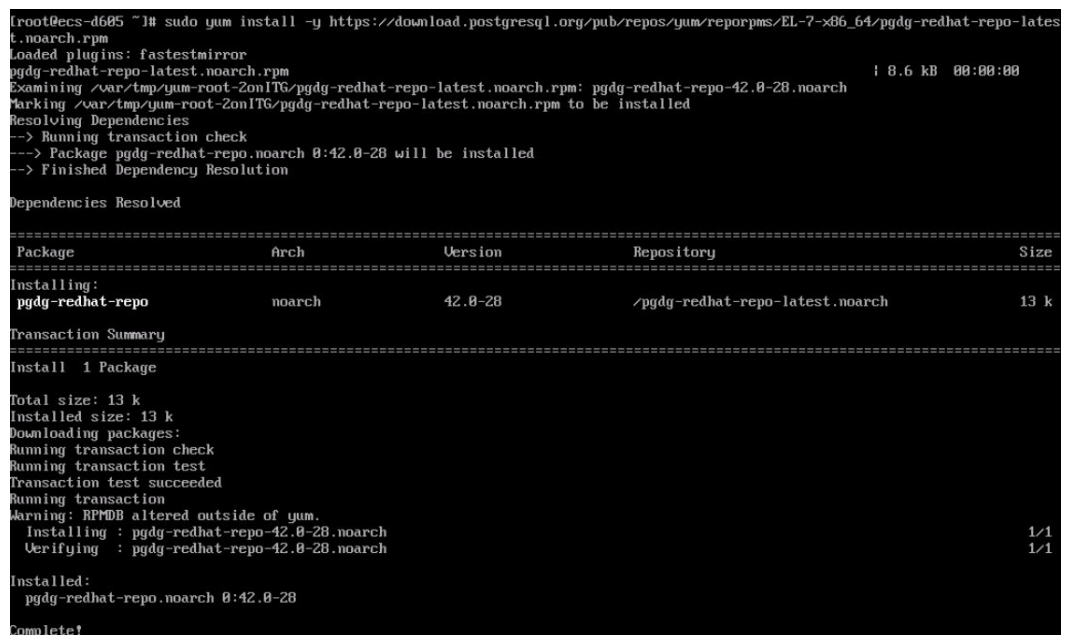 [root@ecs-d605 ~]# sudo yum install -y https://download.postgresql.org/pub/repos/yum/reporpms/EL-7-x86_64/pgdg-redhat-repo-lates
t.noarch.rpm
Loaded plugins: fastestmirror
pgdg-redhat-repo-latest.noarch.rpm | 8.6 kB 00:00:00
Examining /var/tmp/yum-root-2onITG/pgdg-redhat-repo-latest.noarch.rpm: pgdg-redhat-repo-42.0-28.noarch
Marking /var/tmp/yum-root-2onITG/pgdg-redhat-repo-latest.noarch.rpm to be installed
Resolving Dependencies
--> Running transaction check
---> Package pgdg-redhat-repo.noarch 0:42.0-28 will be installed
--> Finished Dependency Resolution
Dependencies Resolved
================================================================================
Package Arch Version Repository Size
================================================================================
Installing:
pgdg-redhat-repo noarch 42.0-28 /pgdg-redhat-repo-latest.noarch 13 k
Transaction Summary
================================================================================
Install 1 Package
Total size: 13 k
Installed size: 13 k
Downloading packages:
Running transaction check
Running transaction test
Transaction test succeeded
Running transaction
Warning: RPMDB altered outside of yum.
Installing : pgdg-redhat-repo-42.0-28.noarch 1/1
Verifying : pgdg-redhat-repo-42.0-28.noarch 1/1
Installed:
pgdg-redhat-repo.noarch 0:42.0-28
Complete!